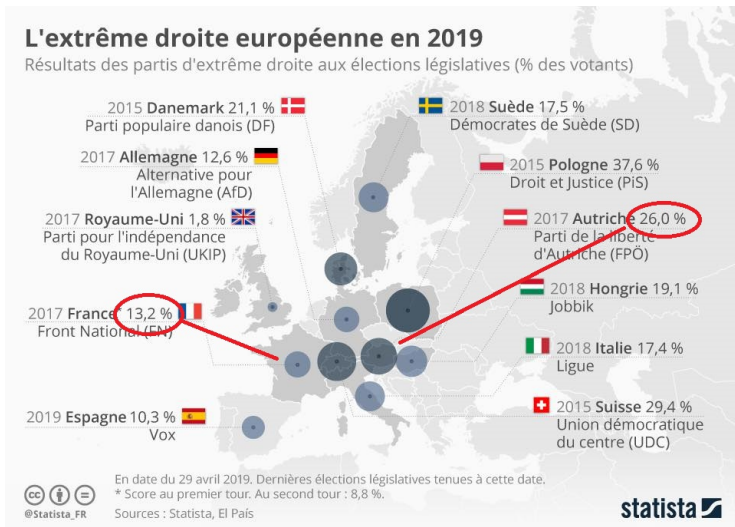 L'extrême droite européenne en 2019
Résultats des partis d'extrême droite aux élections législatives (% des votants)
2015 Danemark 21,1 %
Parti populaire danois (DF)
2017 Allemagne 12,6 %
Alternative pour
l'Allemagne (AfD)
2017 Royaume-Uni 1,8 %
Parti pour l'indépendance
du Royaume-Uni (UKIP)
2017 France* 13,2 %
Front National (FN)
2019 Espagne 10,3 %
Vox
2018 Suède 17,5 %
Démocrates de Suède (SD)
2015 Pologne 37,6 %
Droit et Justice (PiS)
2017 Autriche 26,0 %
Parti de la liberté
d'Autriche (FPÖ)
2018 Hongrie 19,1 %
Jobbik
2018 Italie 17,4 %
Ligue
2015 Suisse 29,4 %
Union démocratique
du centre (UDC)
En date du 29 avril 2019. Dernières élections législatives tenues à cette date.
* Score au premier tour. Au second tour : 8,8 %.
@Statista_FR
Sources : Statista, El País
statista